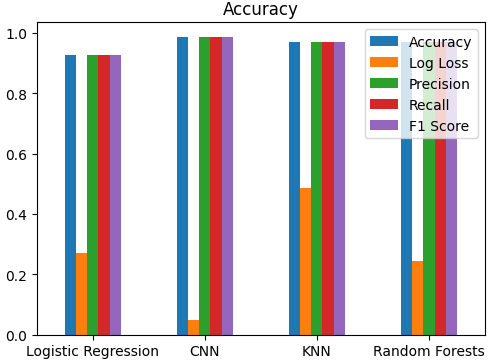 Accuracy
1.0
0.8
0.6
0.4
0.2
0.0
Accuracy
Log Loss
Precision
Recall
F1 Score
Logistic Regression
CNN
KNN
Random Forests